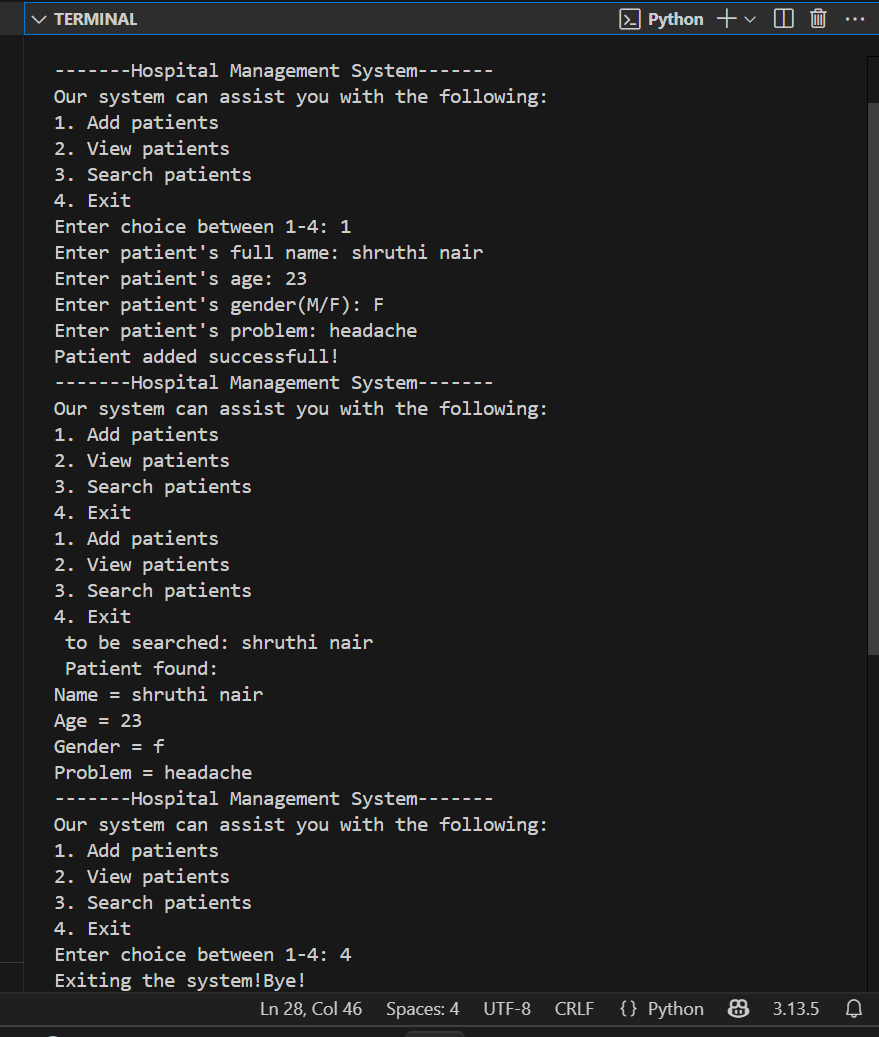 TERMINAL
Python
-------Hospital Management System-------
Our system can assist you with the following:
1. Add patients
2. View patients
3. Search patients
4. Exit
Enter choice between 1-4: 1
Enter patient's full name: shruthi nair
Enter patient's age: 23
Enter patient's gender(M/F): F
Enter patient's problem: headache
Patient added successfull!
-------Hospital Management System-------
Our system can assist you with the following:
1. Add patients
2. View patients
3. Search patients
4. Exit
1. Add patients
2. View patients
3. Search patients
4. Exit
 to be searched: shruthi nair
 Patient found:
Name = shruthi nair
Age = 23
Gender = f
Problem = headache
-------Hospital Management System-------
Our system can assist you with the following:
1. Add patients
2. View patients
3. Search patients
4. Exit
Enter choice between 1-4: 4
Exiting the system!Bye!
Ln 28, Col 46 Spaces: 4 UTF-8 CRLF {} Python 3.13.5